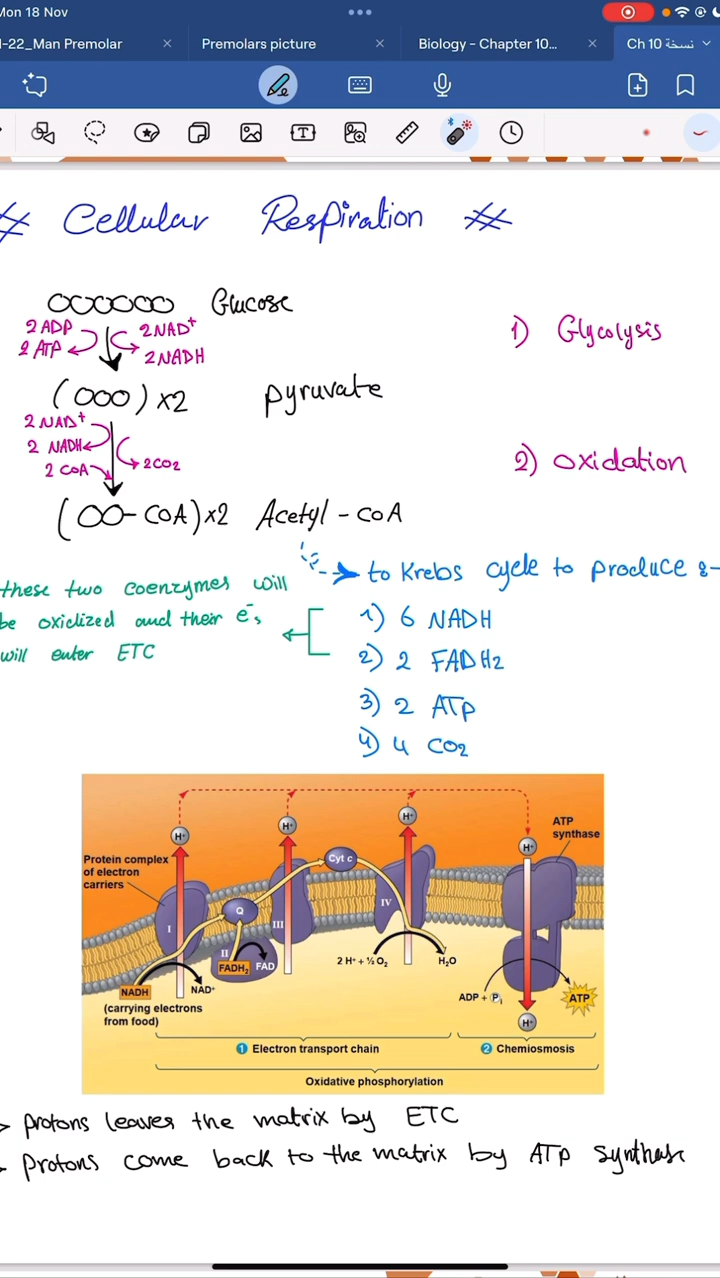 Mon 18 Nov
-22_Man Premolar
Premolars picture
Biology - Chapter 10...
Ch 10 نسخة
# Cellular Respiration #
Glucose
2 ADP
2 ATP
2 NAD+
2 NADH
1) Glycolysis
(OOO) x2 pyruvate
2 NAD+
2 NADH
2 CoA
2 CO2
2) oxidation
(OO-COA)x2 Acetyl-COA
to Krebs cycle to produce 8-
these two coenzymes will
be oxidized and their e-s
will enter ETC
1) 6 NADH
2) 2 FADH2
3) 2 ATP
4) 4 CO2
H+
H+
H+
H+
ATP
synthase
Protein complex
of electron
carriers
Cyt c
Q
I
II
III
IV
FADH2 FAD
2 H+ + ½ O2
H2O
NADH
NAD+
(carrying electrons
from food)
ADP + Pi
ATP
H+
1 Electron transport chain
2 Chemiosmosis
Oxidative phosphorylation
> protons leaves the matrix by ETC
protons come back to the matrix by ATP synthase